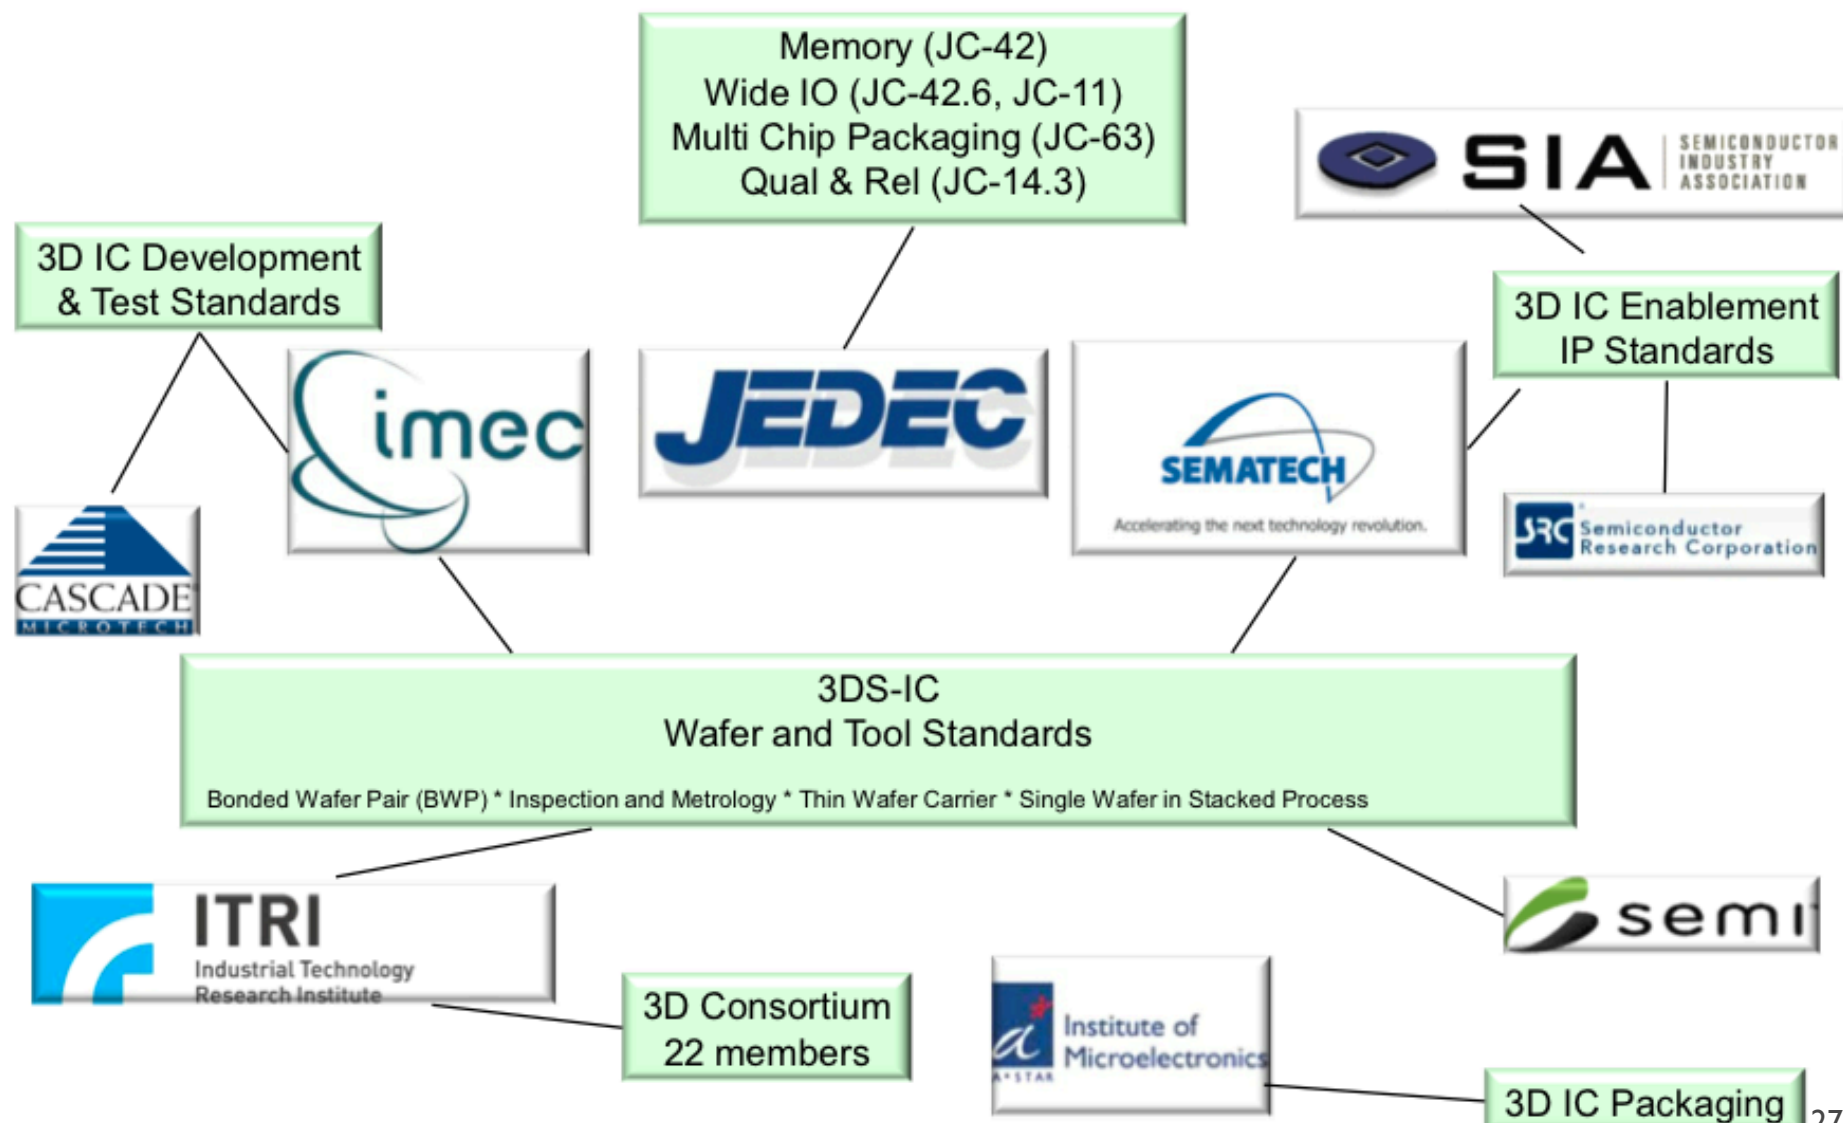 Memory (JC-42)
Wide IO (JC-42.6, JC-11)
Multi Chip Packaging (JC-63)
Qual & Rel (JC-14.3)
SIA
SEMICONDUCTOR
INDUSTRY
ASSOCIATION
3D IC Development
& Test Standards
3D IC Enablement
IP Standards
imec
JEDEC
SEMATECH
Accelerating the next technology revolution.
CASCADE
MICROTECH
SRC
Semiconductor
Research Corporation
3DS-IC
Wafer and Tool Standards
Bonded Wafer Pair (BWP) * Inspection and Metrology * Thin Wafer Carrier * Single Wafer in Stacked Process
ITRI
Industrial Technology
Research Institute
semi
3D Consortium
22 members
a
A*STAR
Institute of
Microelectronics
3D IC Packaging
27